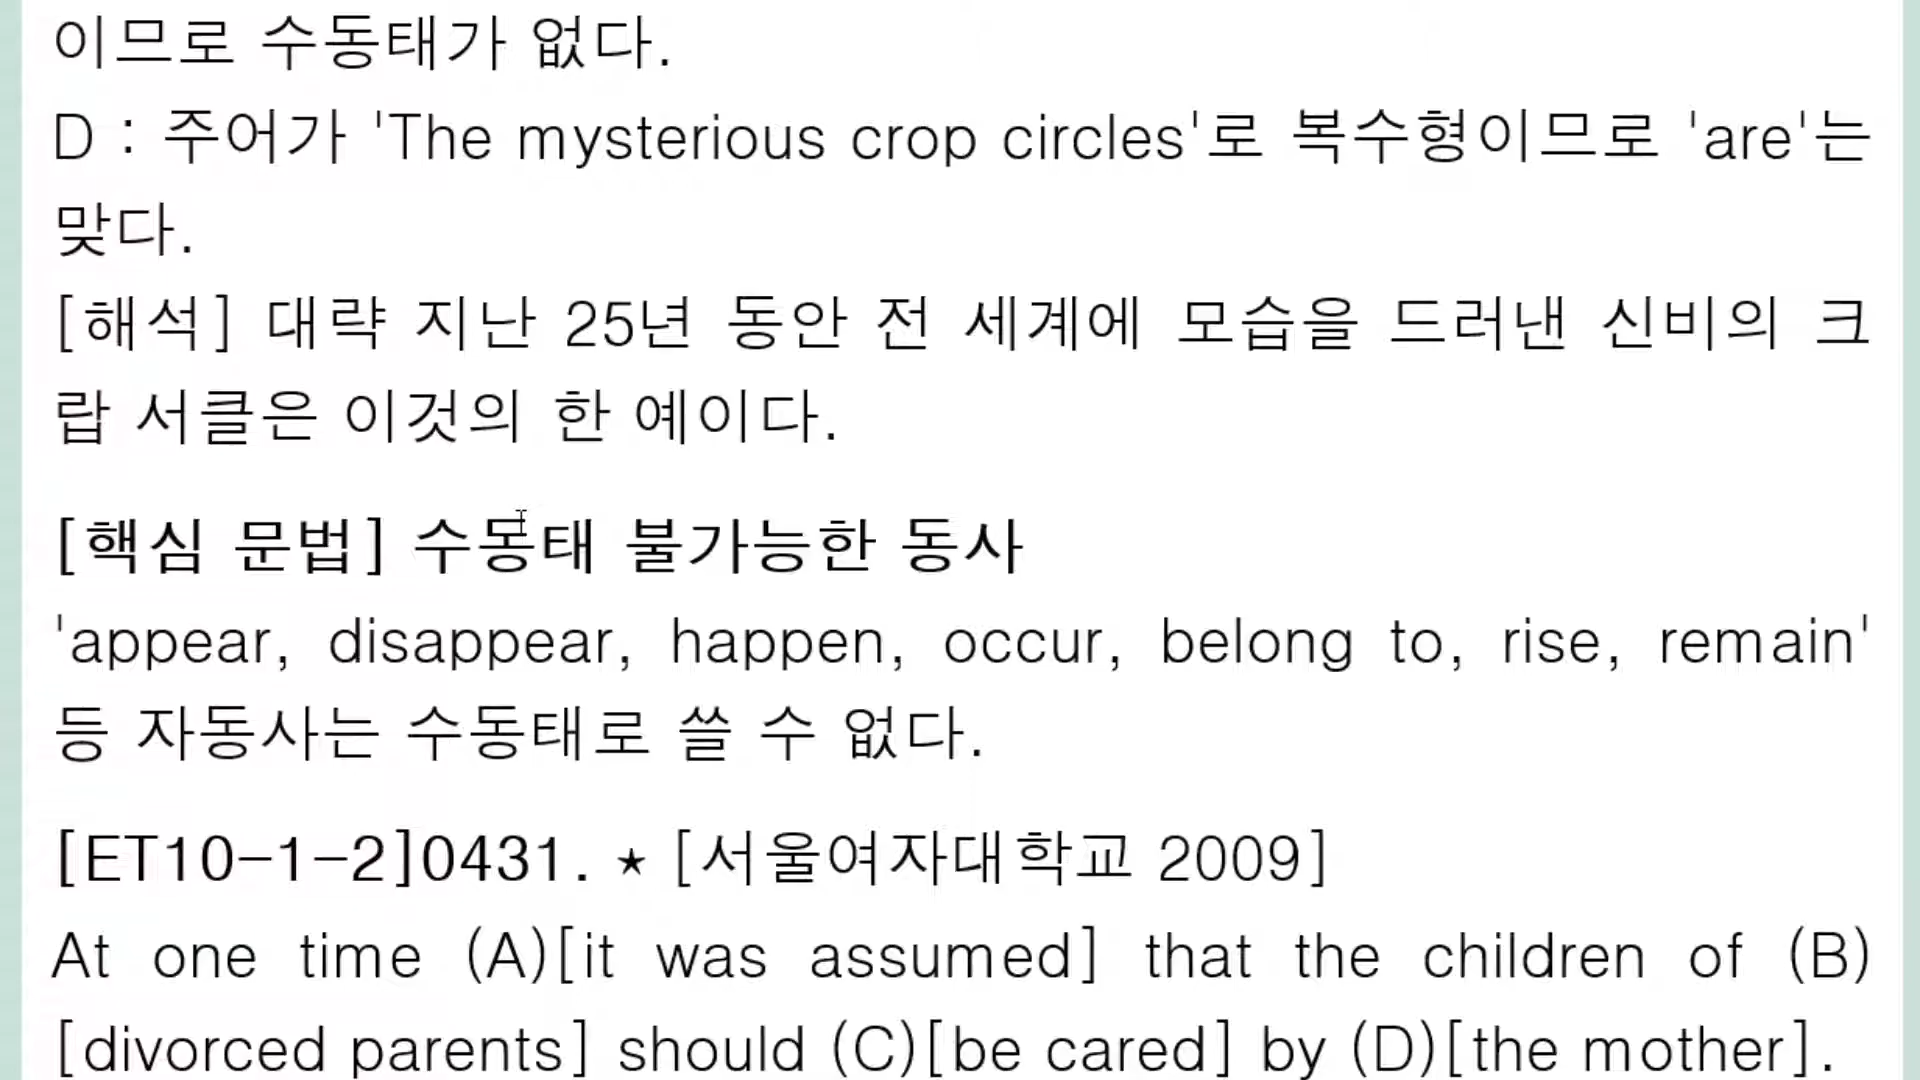 이므로 수동태가 없다.
D : 주어가 'The mysterious crop circles'로 복수형이므로 'are'는
맞다.
[해석] 대략 지난 25년 동안 전 세계에 모습을 드러낸 신비의 크
랍 서클은 이것의 한 예이다.
[핵심 문법] 수동태 불가능한 동사
'appear, disappear, happen, occur, belong to, rise, remain'
등 자동사는 수동태로 쓸 수 없다.
[ET10-1-2]0431. ★ [서울여자대학교 2009]
At one time (A)[it was assumed] that the children of (B)
[divorced parents] should (C)[be cared] by (D)[the mother].